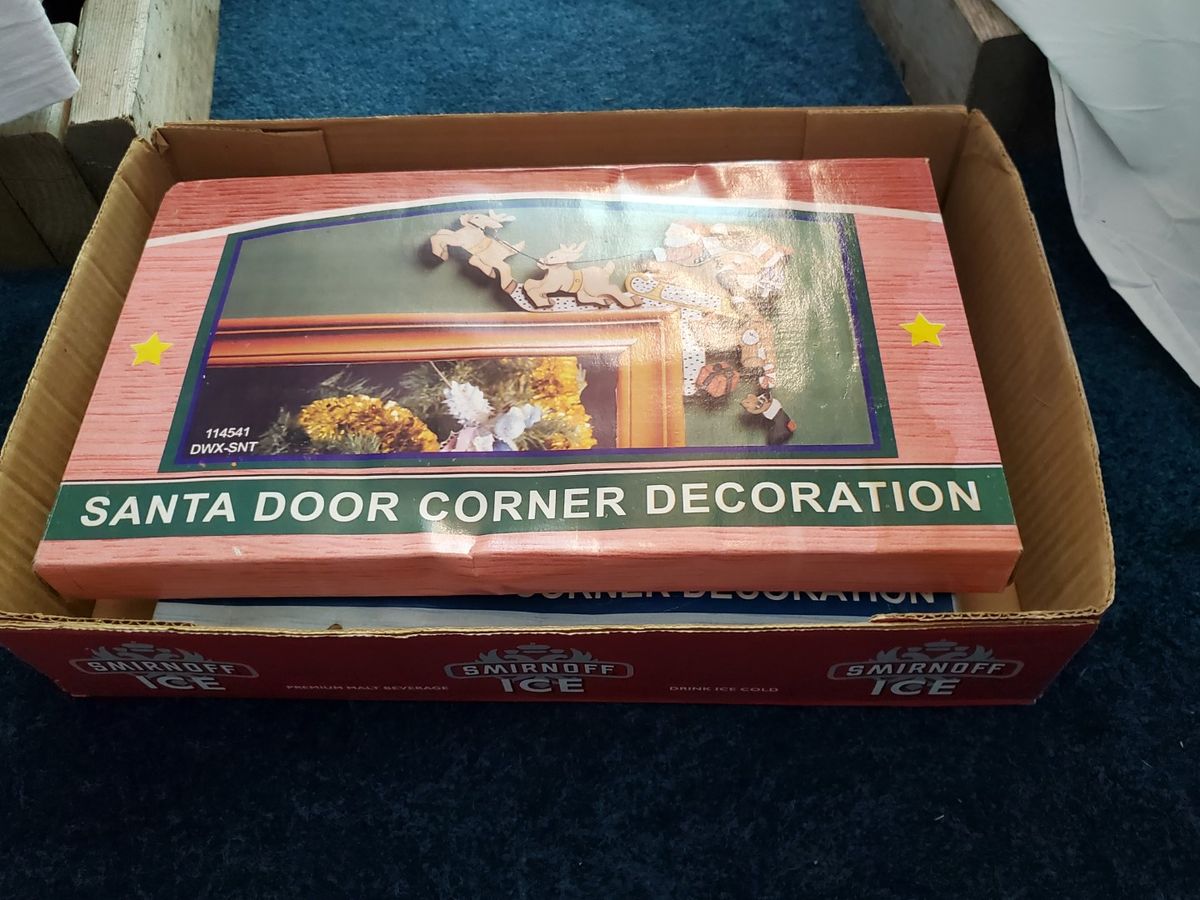 114541
DWX-SNT
SANTA DOOR CORNER DECORATION
CORNER DECORATION
SMIRNOFF
ICE
PREMIUM MALT BEVERAGE
SMIRNOFF
ICE
DRINK ICE COLD
SMIRNOFF
ICE